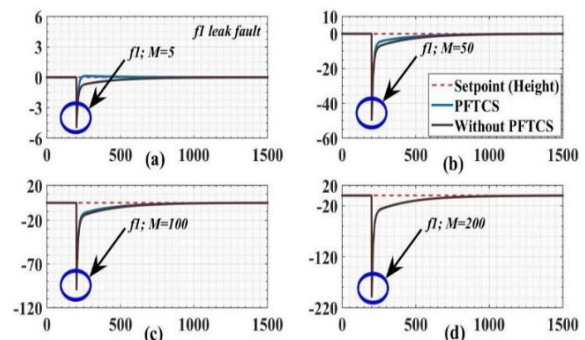 6
f1 leak fault
3
f1; M=5
0
-3
-6
0 500 1000 1500
(a)
10
0
f1; M=50
-20
Setpoint (Height)
PFTCS
-40
Without PFTCS
-60
0 500 1000 1500
(b)
20
-20
f1; M=100
-70
-120
0 500 1000 1500
(c)
20
-20
f1; M=200
-120
-220
0 500 1000 1500
(d)